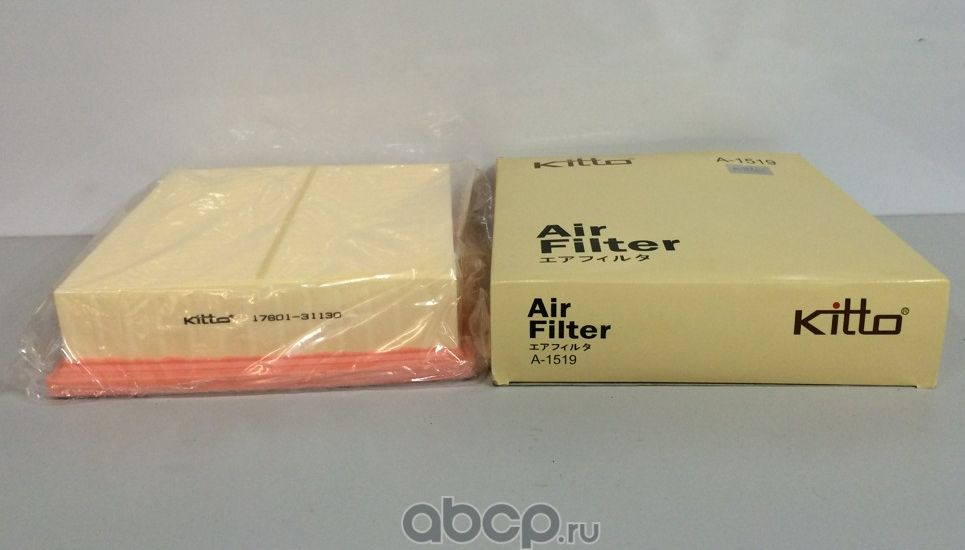 Kitto 17801-31130
Kitto
A-1519
Air
Filter
エアフィルタ
Air
Filter
エアフィルタ
A-1519
Kitto®
abcp.ru